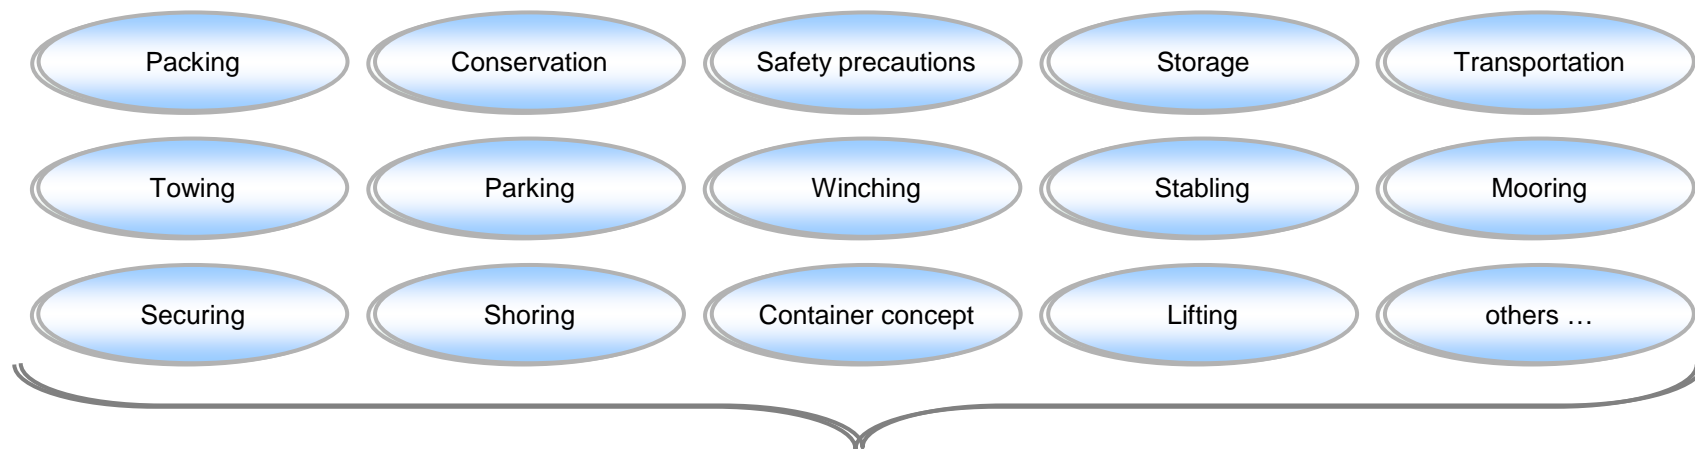 Packing
Conservation
Safety precautions
Storage
Transportation
Towing
Parking
Winching
Stabling
Mooring
Securing
Shoring
Container concept
Lifting
others …